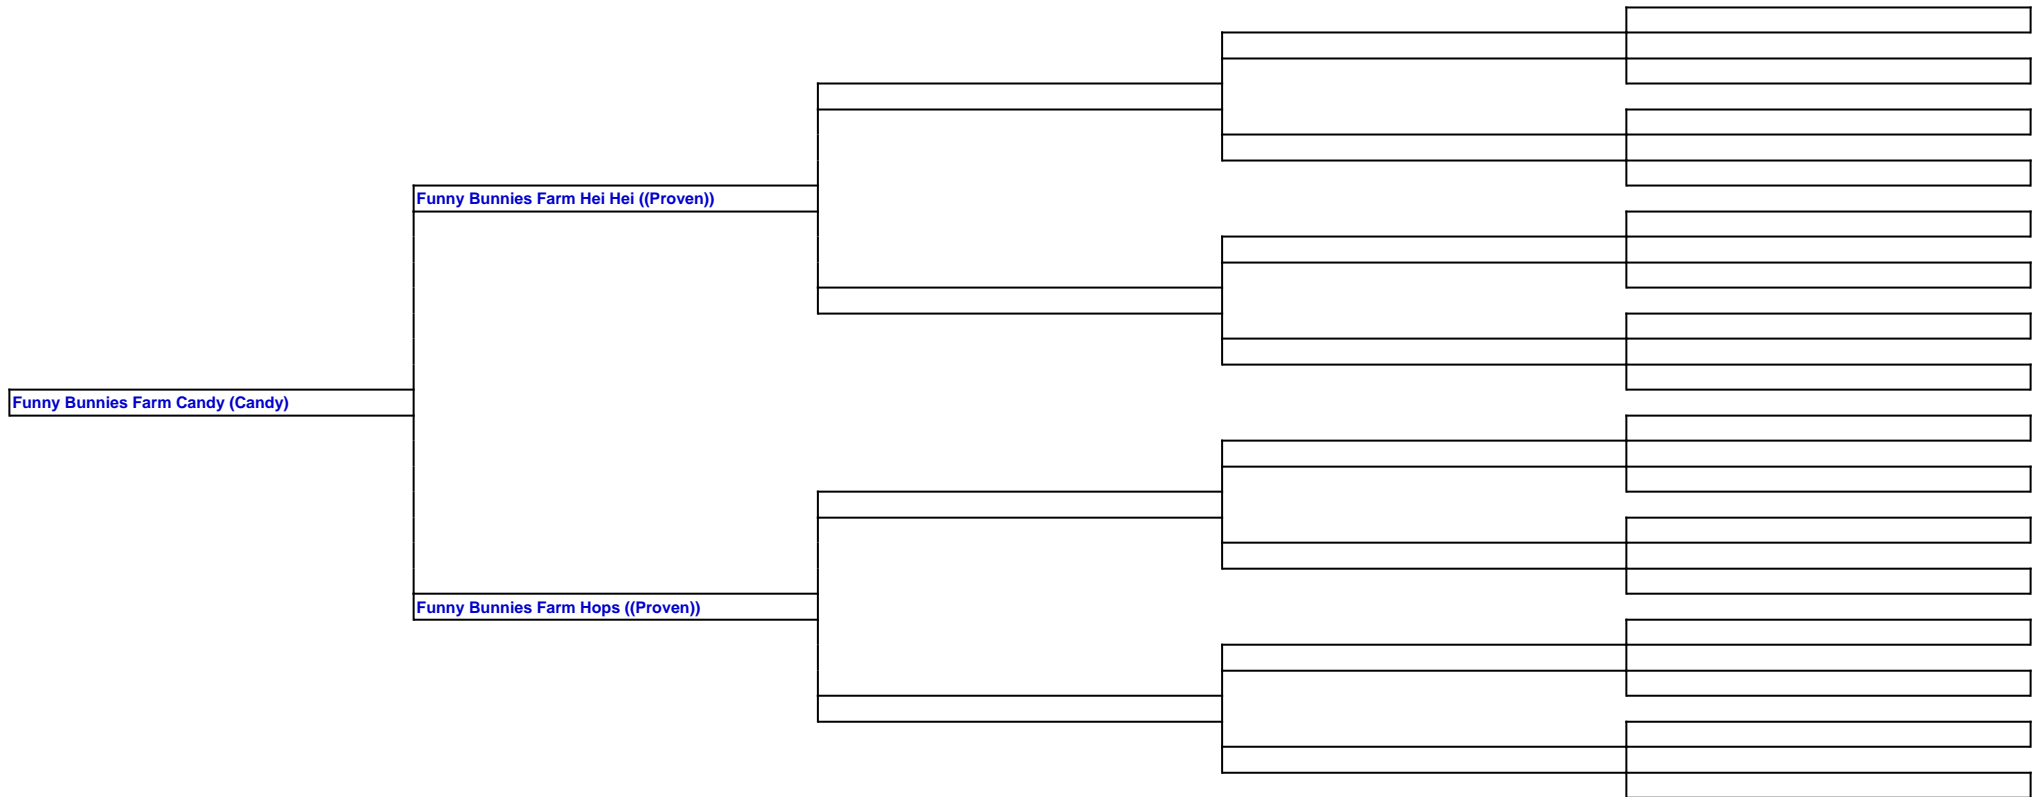 Funny Bunnies Farm Hei Hei ((Proven))
Funny Bunnies Farm Candy (Candy)
Funny Bunnies Farm Hops ((Proven))